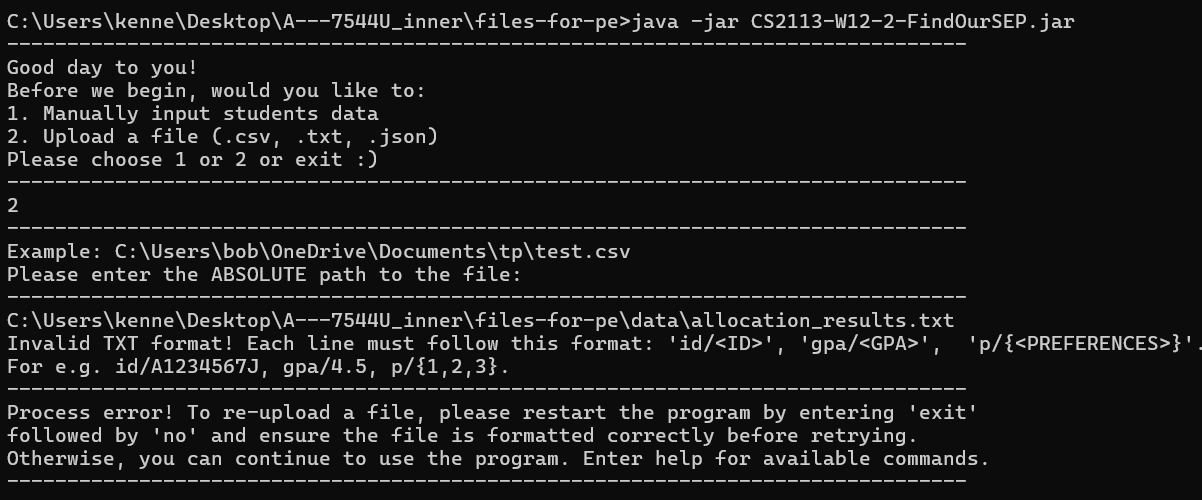 C:\Users\kenne\Desktop\A---7544U_inner\files-for-pe>java -jar CS2113-W12-2-FindOurSEP.jar
--------------------------------------------------------------------------------
Good day to you!
Before we begin, would you like to:
1. Manually input students data
2. Upload a file (.csv, .txt, .json)
Please choose 1 or 2 or exit :)
--------------------------------------------------------------------------------
2
--------------------------------------------------------------------------------
Example: C:\Users\bob\OneDrive\Documents\tp\test.csv
Please enter the ABSOLUTE path to the file:
--------------------------------------------------------------------------------
C:\Users\kenne\Desktop\A---7544U_inner\files-for-pe\data\allocation_results.txt
Invalid TXT format! Each line must follow this format: 'id/<ID>', 'gpa/<GPA>',  'p/{<PREFERENCES>}'.
For e.g. id/A1234567J, gpa/4.5, p/{1,2,3}.
--------------------------------------------------------------------------------
Process error! To re-upload a file, please restart the program by entering 'exit'
followed by 'no' and ensure the file is formatted correctly before retrying.
Otherwise, you can continue to use the program. Enter help for available commands.
--------------------------------------------------------------------------------